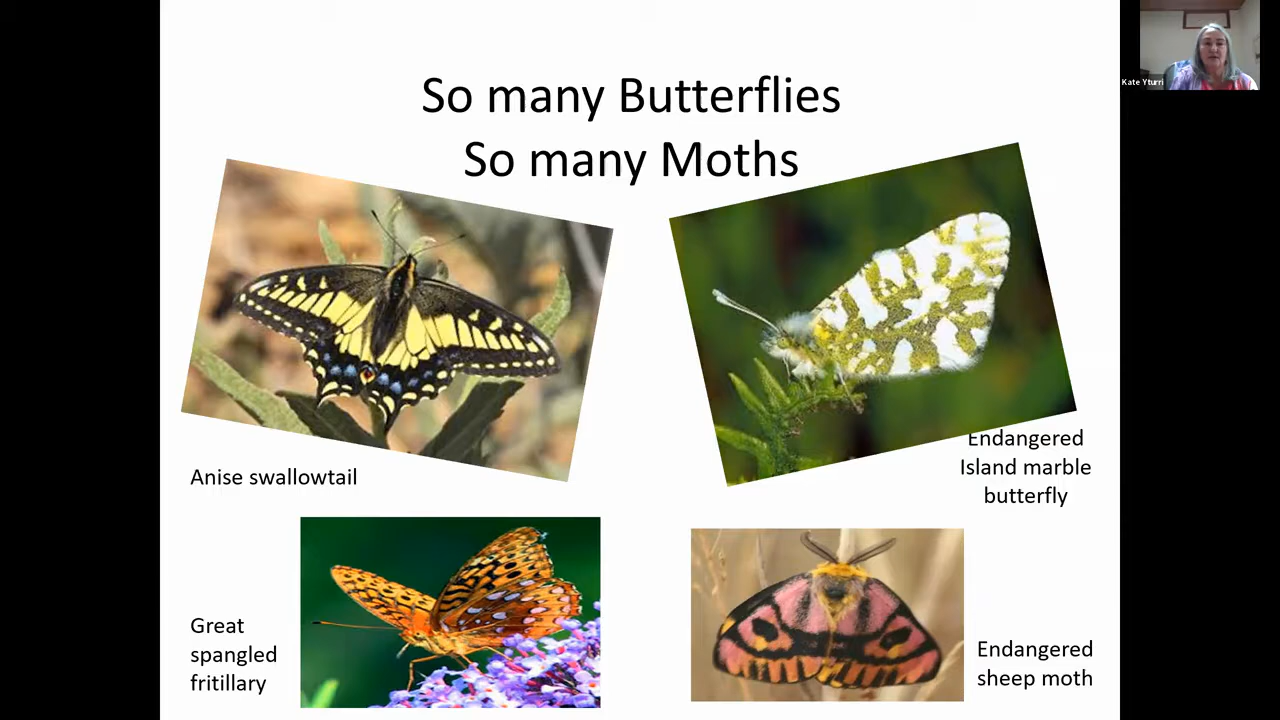 So many Butterflies
So many Moths
Kate Yturri
Anise swallowtail
Endangered
Island marble
butterfly
Great
spangled
fritillary
Endangered
sheep moth